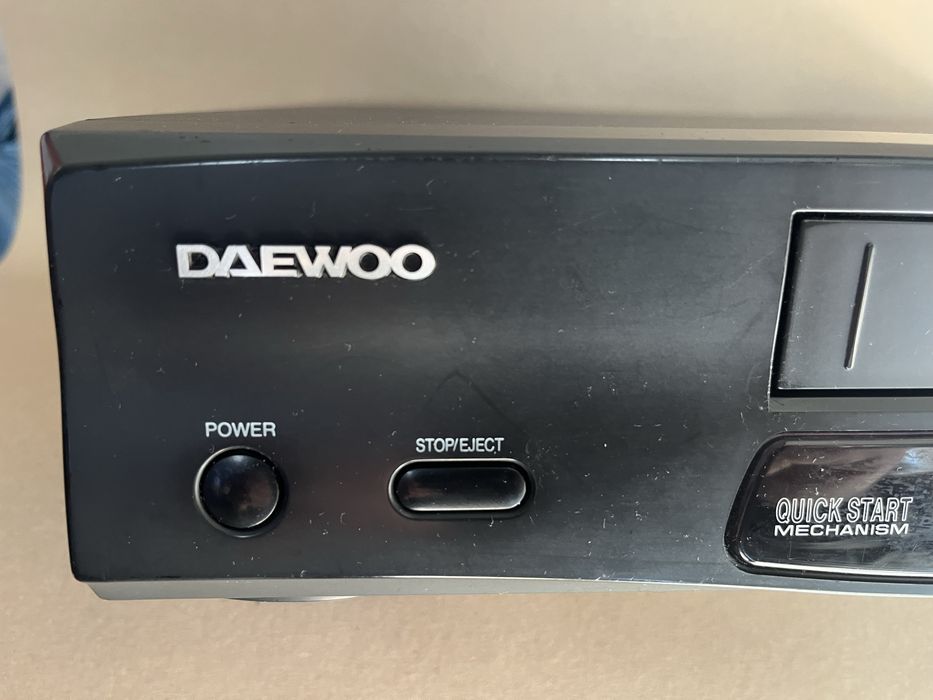 DAEWOO
POWER
STOP/EJECT
QUICK START
MECHANISM